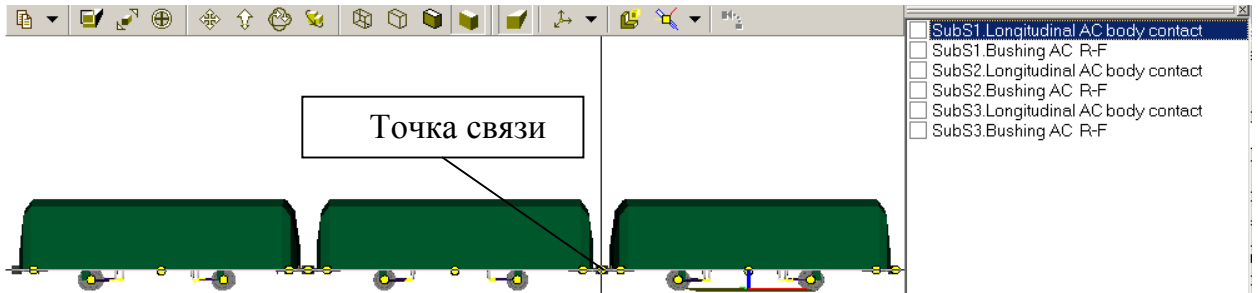 Точка связи
SubS1.Longitudinal AC body contact
SubS1.Bushing AC R-F
SubS2.Longitudinal AC body contact
SubS2.Bushing AC R-F
SubS3.Longitudinal AC body contact
SubS3.Bushing AC R-F